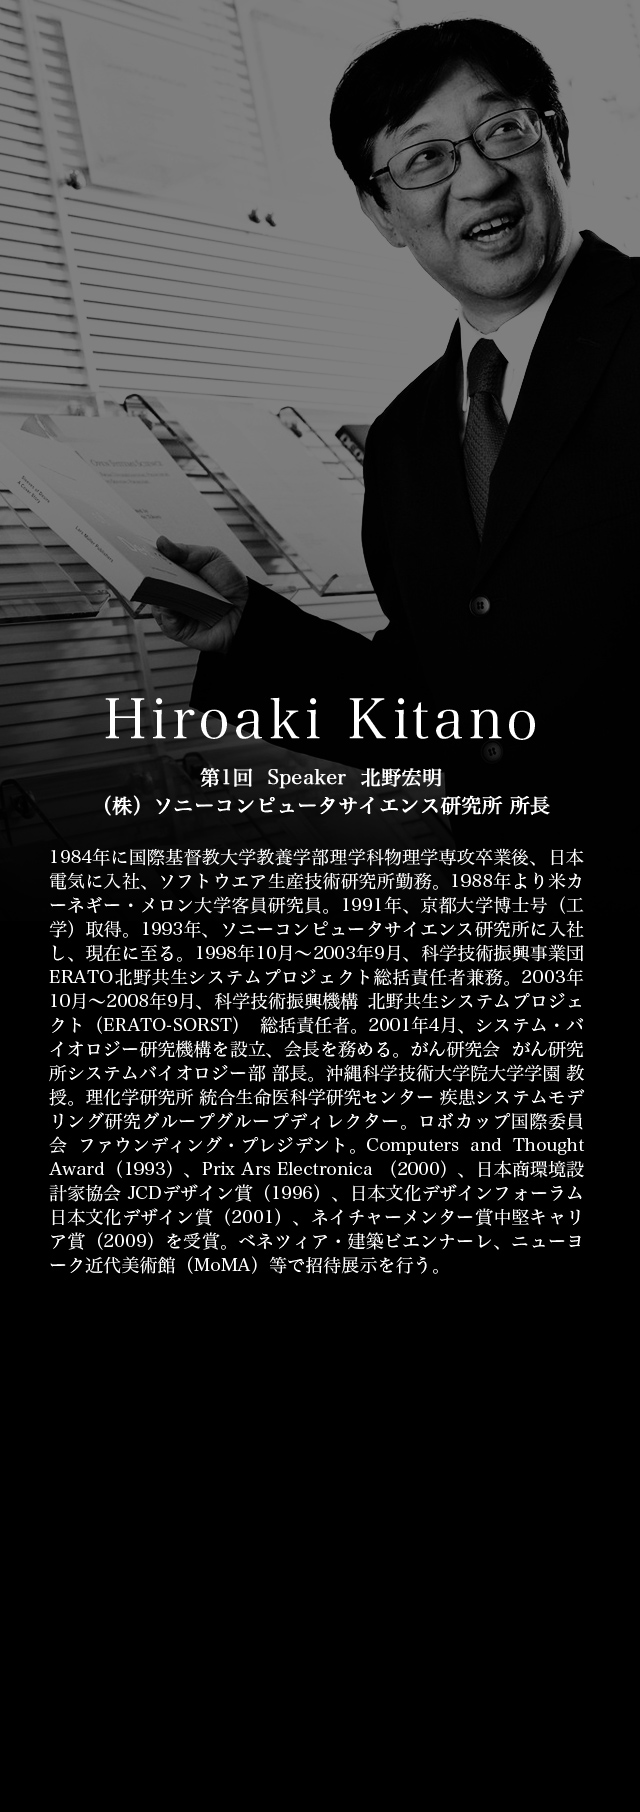 Open Human Science
Lars Müller Publishers
Hiroaki Kitano
第1回 Speaker 北野宏明
（株）ソニーコンピュータサイエンス研究所 所長
1984年に国際基督教大学教養学部理学科物理学専攻卒業後、日本
電気に入社、ソフトウエア生産技術研究所勤務。1988年より米カ
ーネギー・メロン大学客員研究員。1991年、京都大学博士号（工
学）取得。1993年、ソニーコンピュータサイエンス研究所に入社
し、現在に至る。1998年10月～2003年9月、科学技術振興事業団
ERATO北野共生システムプロジェクト総括責任者兼務。2003年
10月～2008年9月、科学技術振興機構 北野共生システムプロジェ
クト（ERATO-SORST） 総括責任者。2001年4月、システム・バ
イオロジー研究機構を設立、会長を務める。がん研究会 がん研究
所システムバイオロジー部 部長。沖縄科学技術大学院大学学園 教
授。理化学研究所 統合生命医科学研究センター 疾患システムモデ
リング研究グループグループディレクター。ロボカップ国際委員
会 ファウンディング・プレジデント。Computers and Thought
Award（1993）、Prix Ars Electronica （2000）、日本商環境設
計家協会 JCDデザイン賞（1996）、日本文化デザインフォーラム
日本文化デザイン賞（2001）、ネイチャーメンター賞中堅キャリ
ア賞（2009）を受賞。ベネツィア・建築ビエンナーレ、ニューヨ
ーク近代美術館（MoMA）等で招待展示を行う。